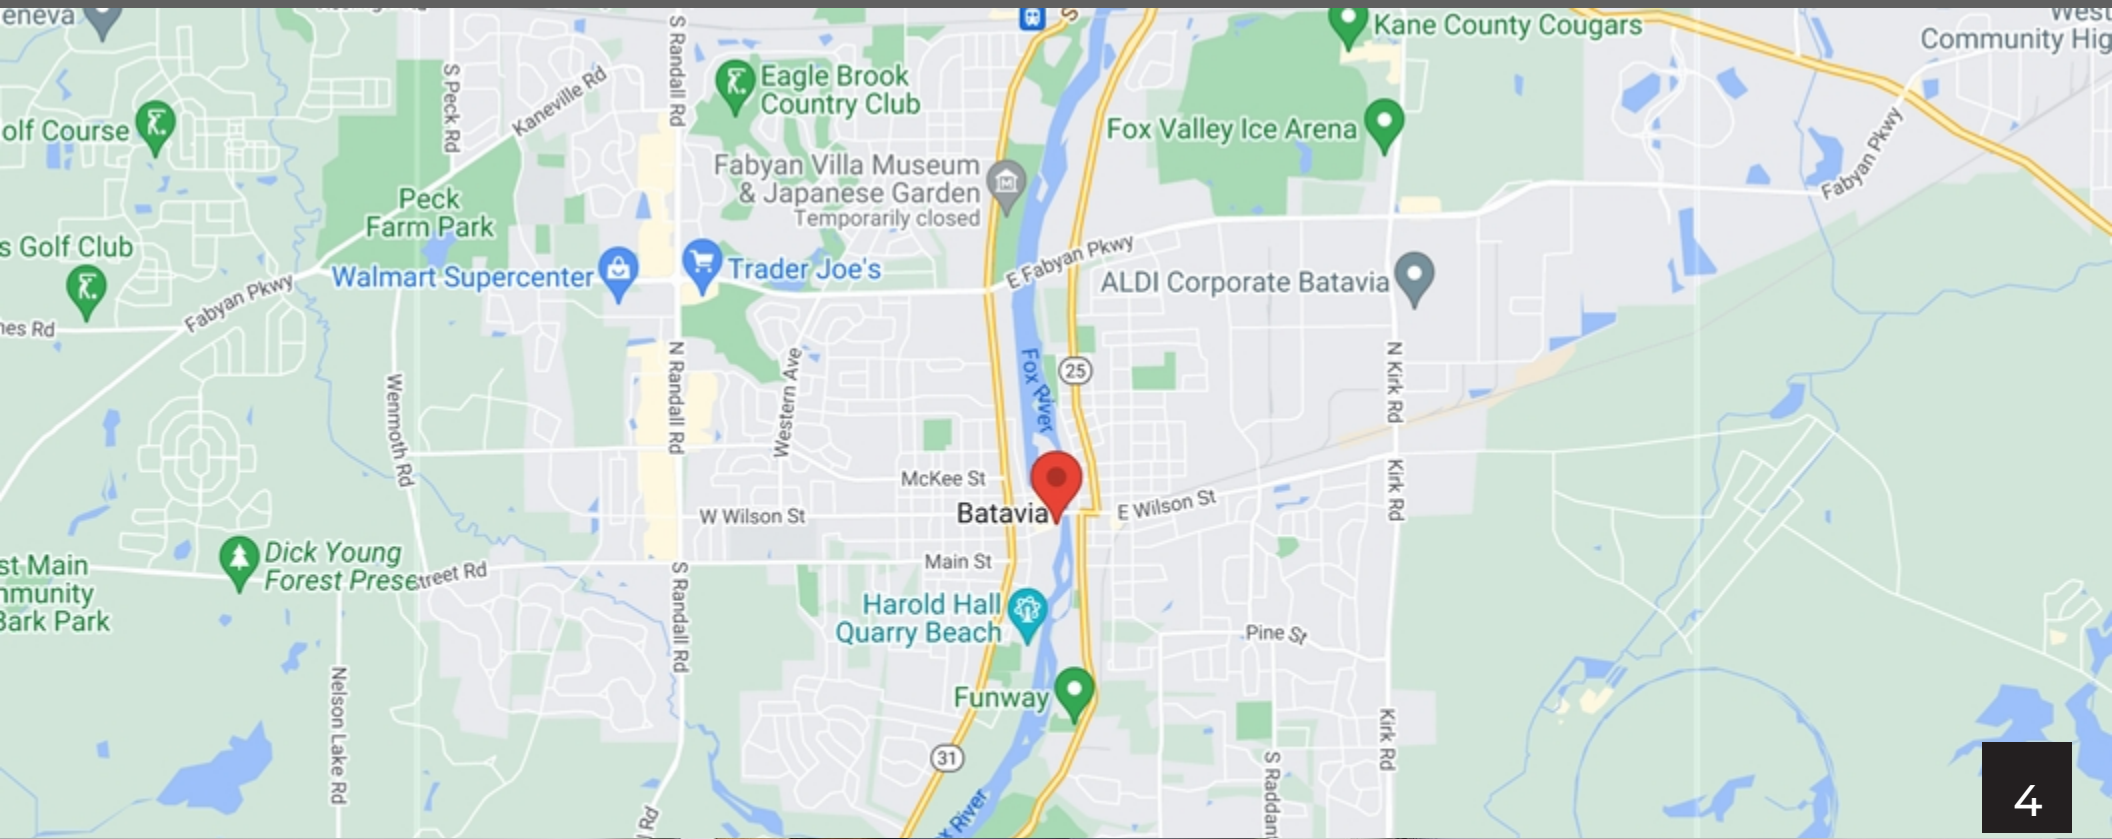 eneva
S Peck Rd
Kaneville Rd
S Randall Rd
Eagle Brook
Country Club
Kane County Cougars
West
Community Hig
olf Course
Fox Valley Ice Arena
Fabyan Pkwy
Fabyan Villa Museum
& Japanese Garden
Temporarily closed
Peck
Farm Park
s Golf Club
Walmart Supercenter
Trader Joe's
E Fabyan Pkwy
ALDI Corporate Batavia
Fabyan Pkwy
nes Rd
N Randall Rd
Western Ave
Fox River
25
N Kirk Rd
Wenmoth Rd
McKee St
Kirk Rd
W Wilson St
Batavia
E Wilson St
Dick Young
Forest Prese
treet Rd
Main St
st Main
mmunity
Bark Park
S Randall Rd
Harold Hall
Quarry Beach
Pine St
Nelson Lake Rd
Funway
Kirk Rd
31
S Raddant
Rd
x River
4